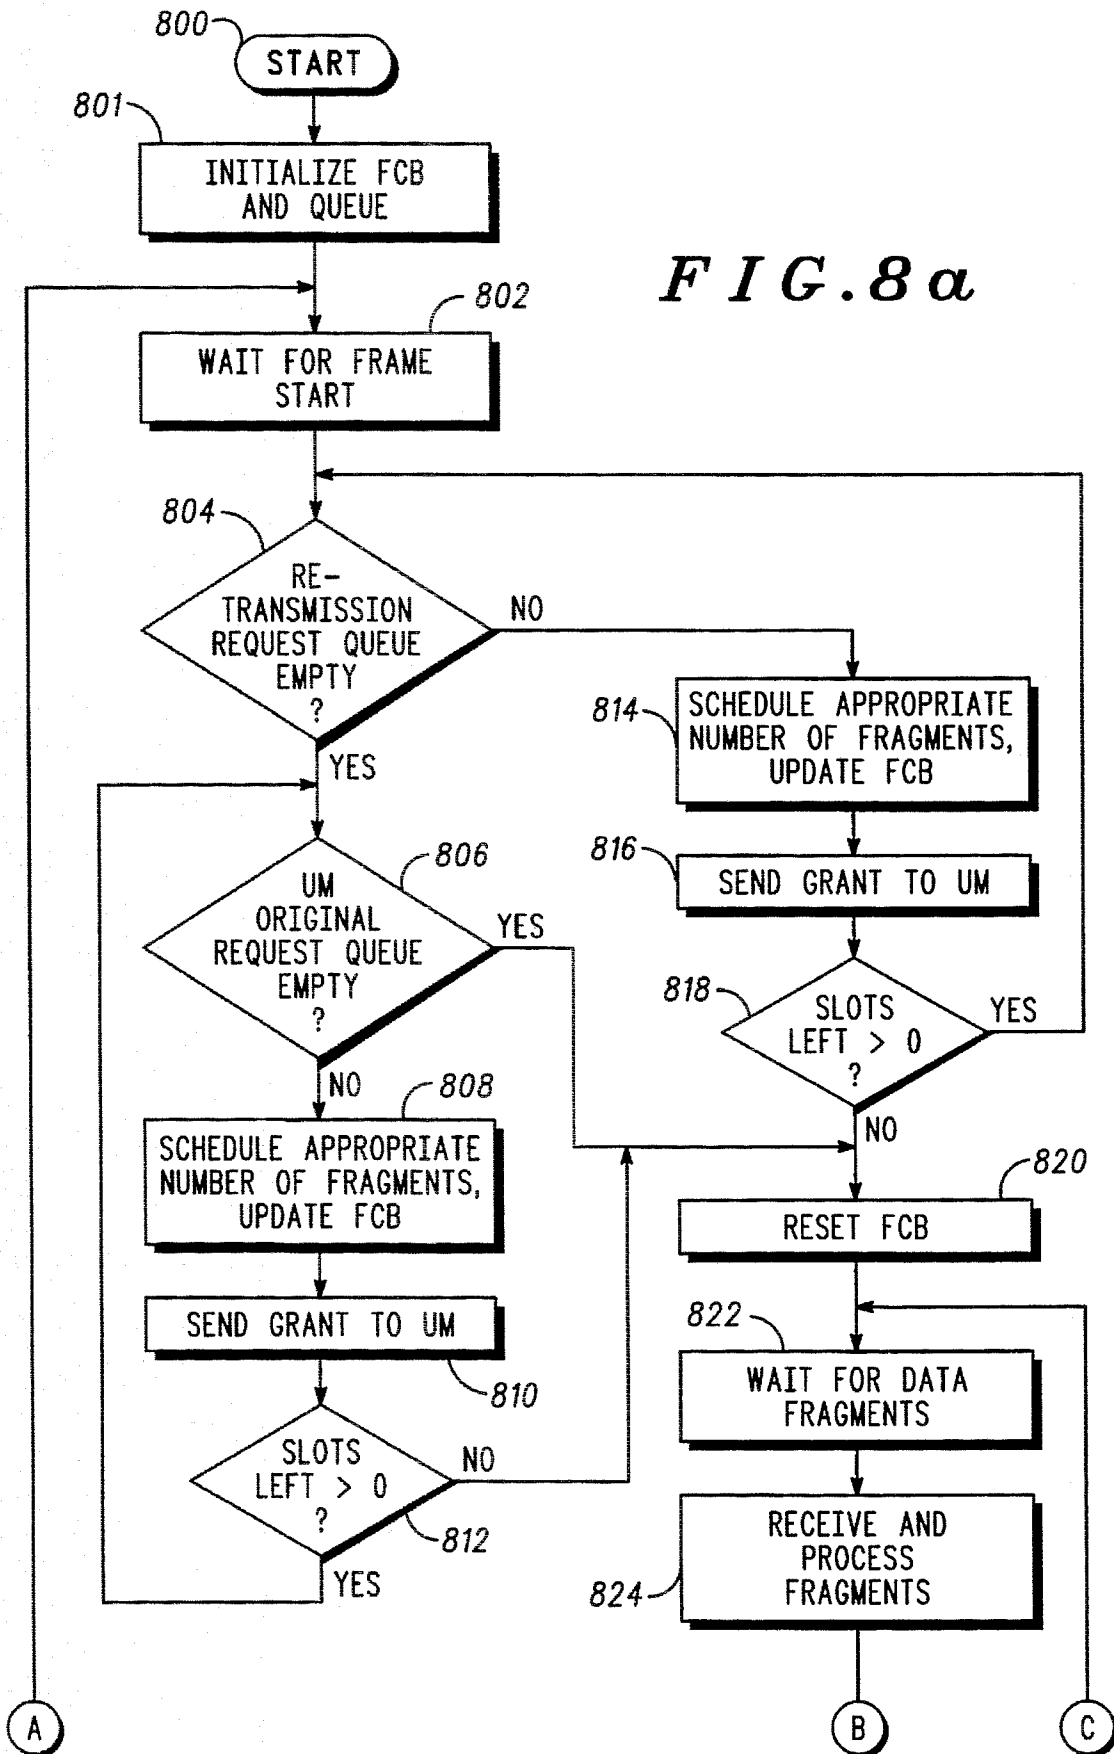 800
START
801
INITIALIZE FCB
AND QUEUE
FIG.8a
802
WAIT FOR FRAME
START
804
RE-
TRANSMISSION
REQUEST QUEUE
EMPTY
?
NO
YES
814
SCHEDULE APPROPRIATE
NUMBER OF FRAGMENTS,
UPDATE FCB
816
SEND GRANT TO UM
818
SLOTS
LEFT > 0
?
YES
NO
806
UM
ORIGINAL
REQUEST QUEUE
EMPTY
?
YES
NO
808
SCHEDULE APPROPRIATE
NUMBER OF FRAGMENTS,
UPDATE FCB
SEND GRANT TO UM
810
SLOTS
LEFT > 0
?
NO
812
YES
820
RESET FCB
822
WAIT FOR DATA
FRAGMENTS
RECEIVE AND
PROCESS
FRAGMENTS
824
A
B
C